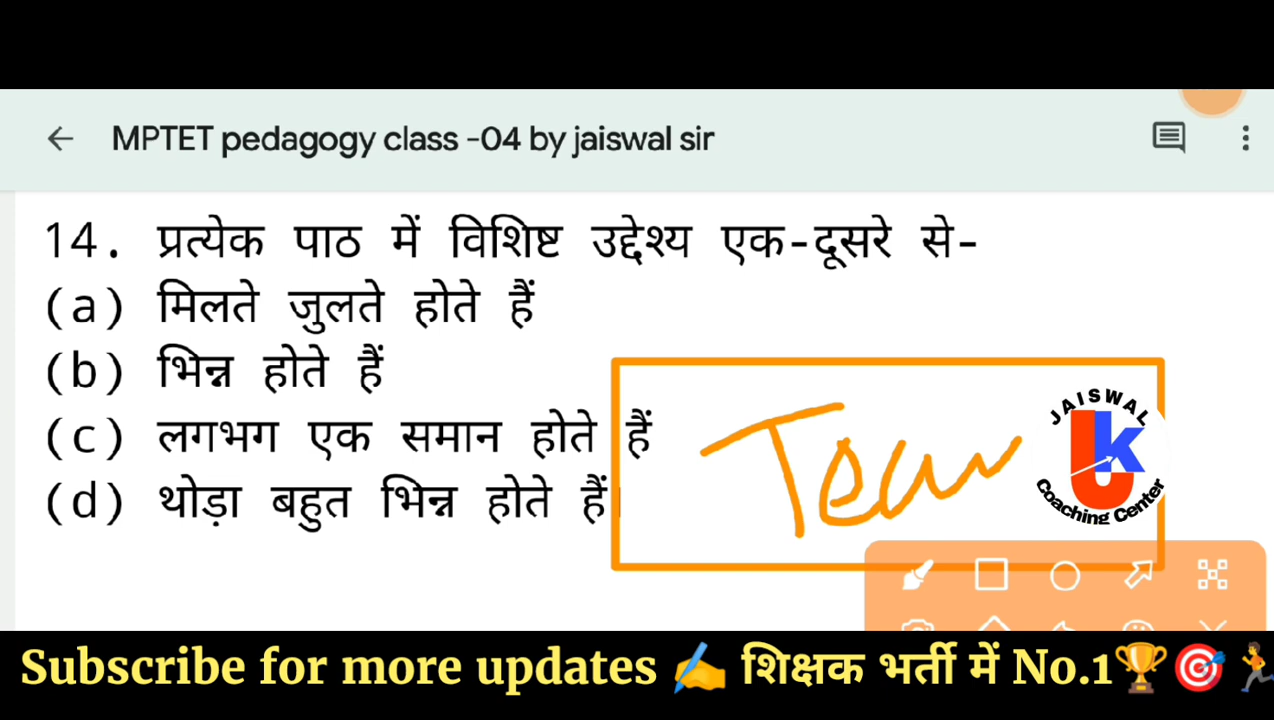 MPTET pedagogy class -04 by jaiswal sir
14. प्रत्येक पाठ में विशिष्ट उद्देश्य एक-दूसरे से-
(a) मिलते जुलते होते हैं
(b) भिन्न होते हैं
(c) लगभग एक समान होते हैं
(d) थोड़ा बहुत भिन्न होते हैं
JAISWAL
JK
Coaching Center
Subscribe for more updates ✍️ शिक्षक भर्ती में No.1🏆🎯🏃